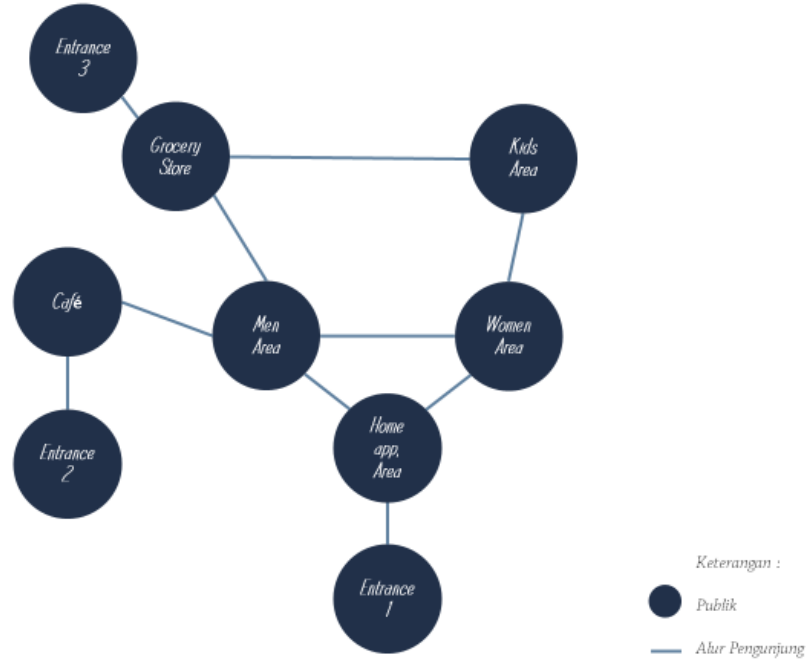 Entrance
3
Grocery
Store
Kids
Area
Café
Men
Area
Women
Area
Home
app.
Area
Entrance
2
Entrance
1
Keterangan :
Publik
Alur Pengunjung